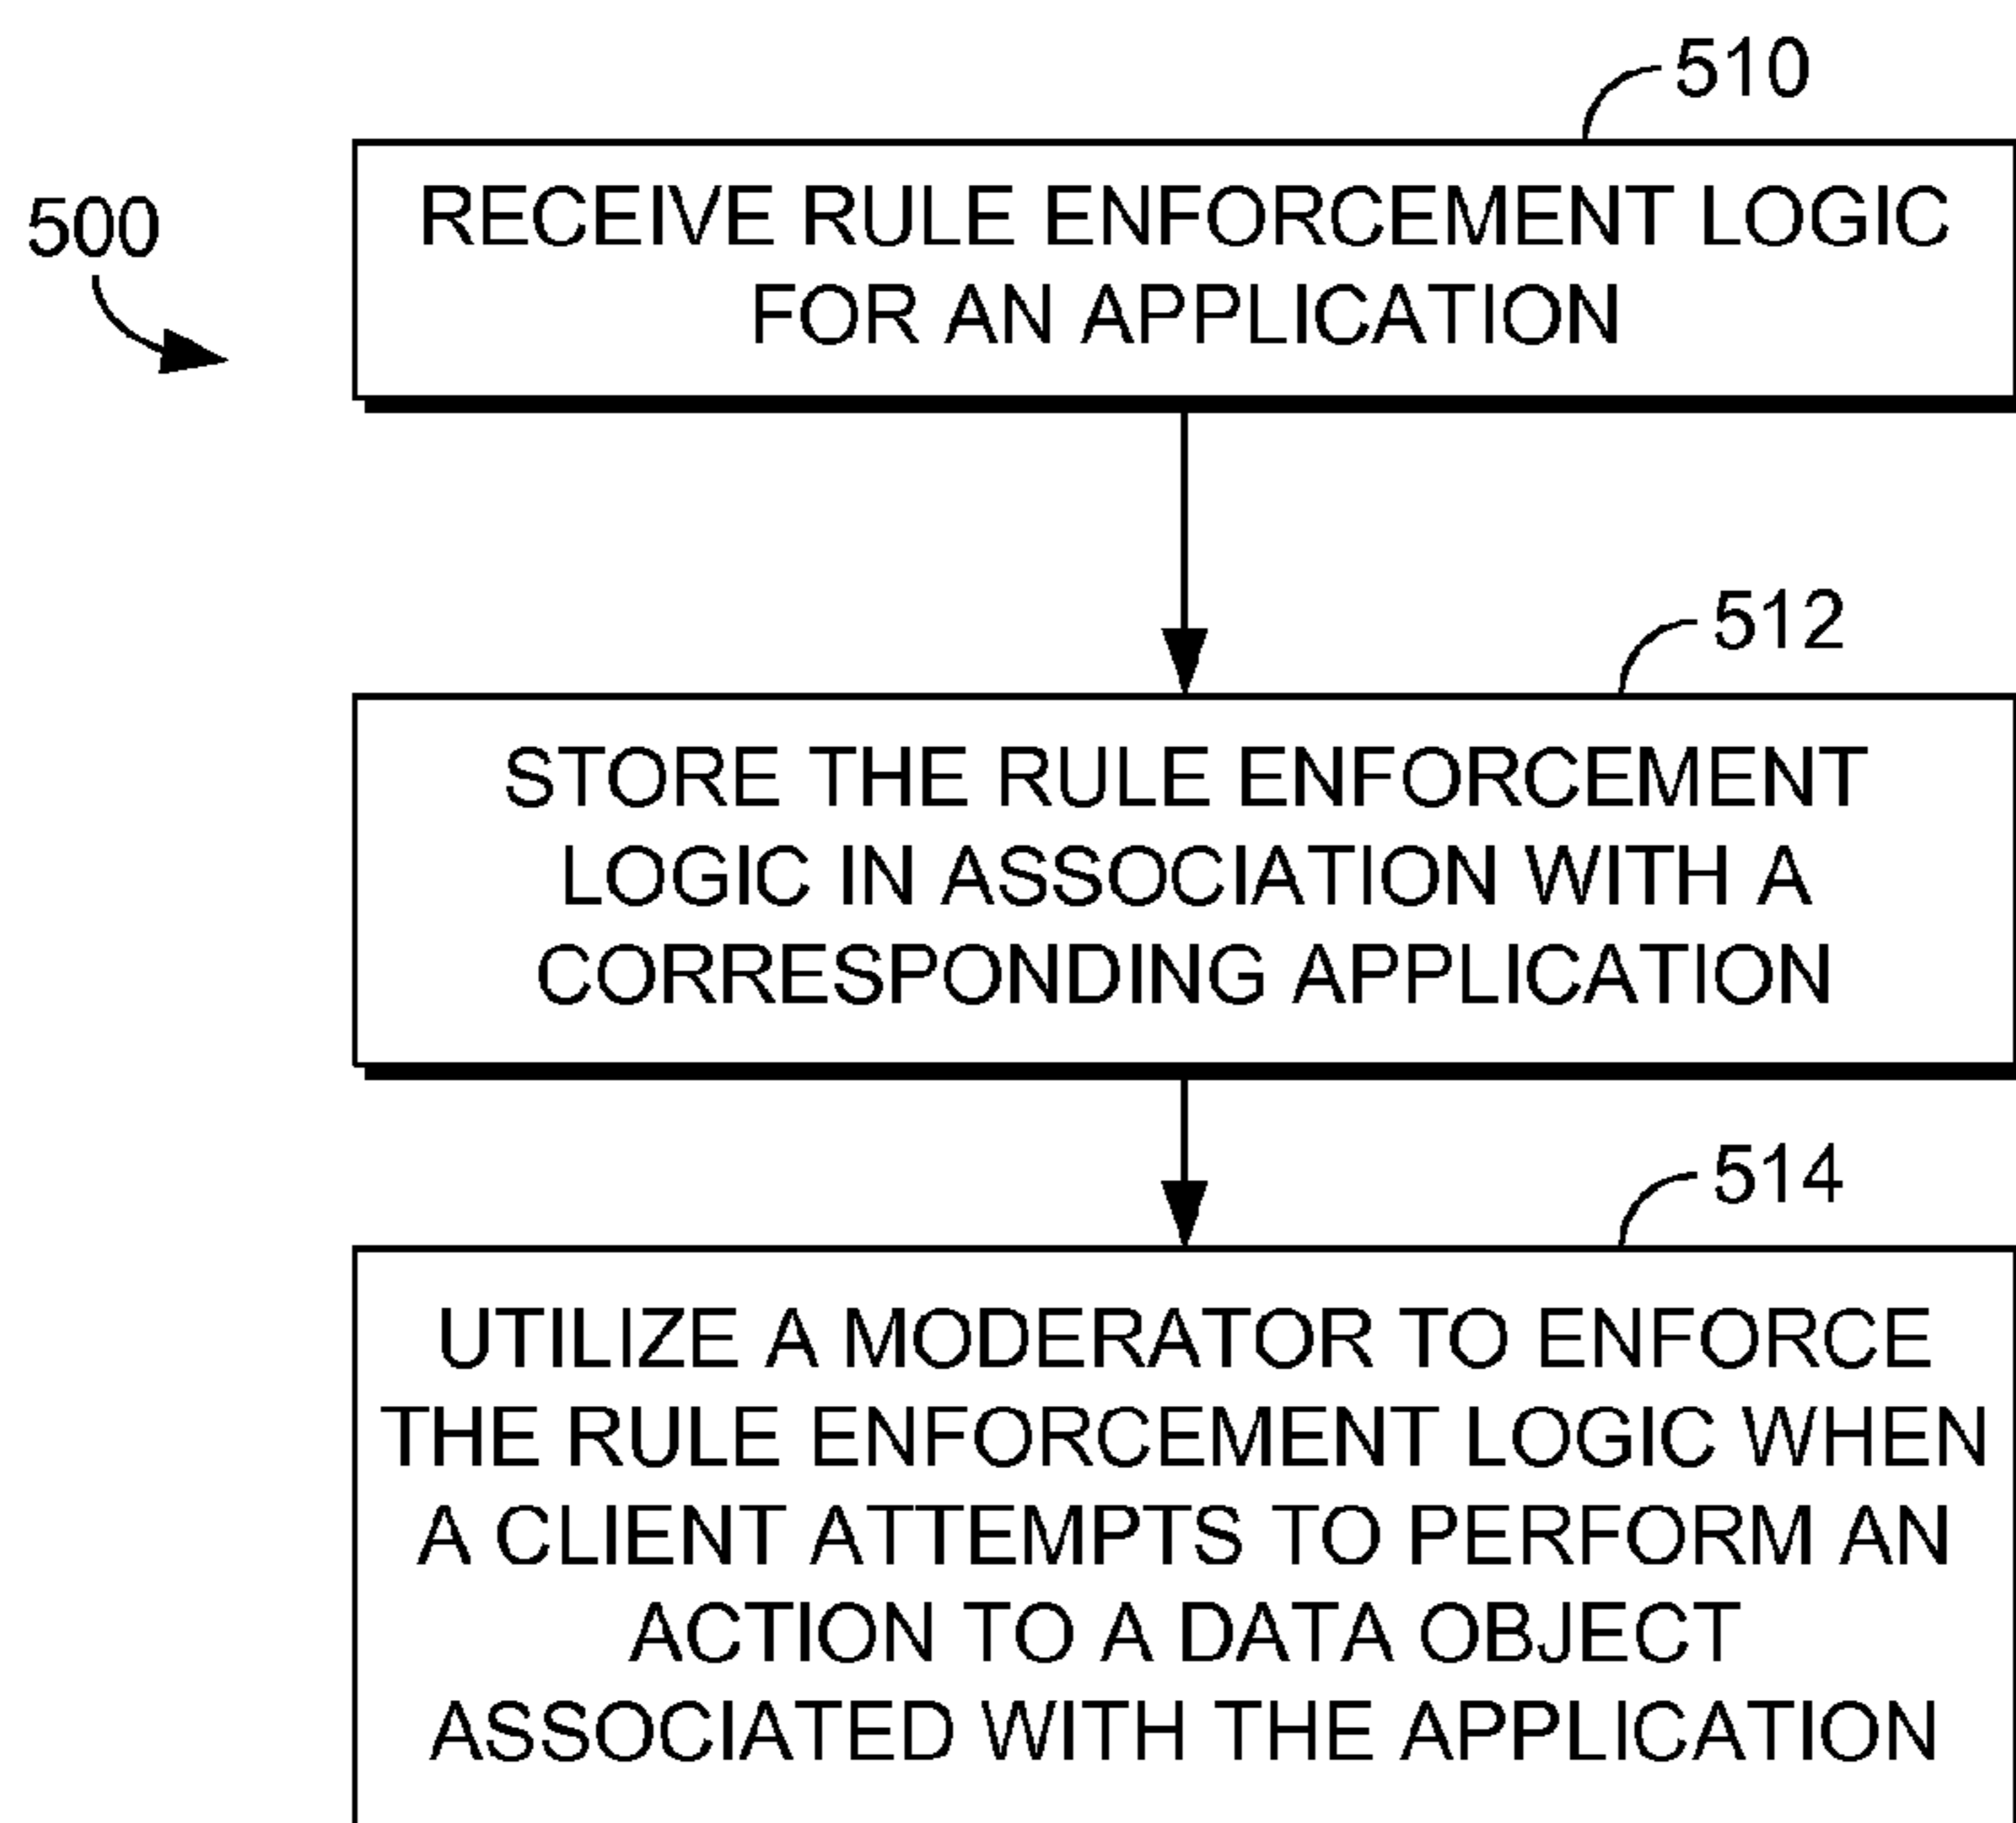 510
500
RECEIVE RULE ENFORCEMENT LOGIC
FOR AN APPLICATION
512
STORE THE RULE ENFORCEMENT
LOGIC IN ASSOCIATION WITH A
CORRESPONDING APPLICATION
514
UTILIZE A MODERATOR TO ENFORCE
THE RULE ENFORCEMENT LOGIC WHEN
A CLIENT ATTEMPTS TO PERFORM AN
ACTION TO A DATA OBJECT
ASSOCIATED WITH THE APPLICATION